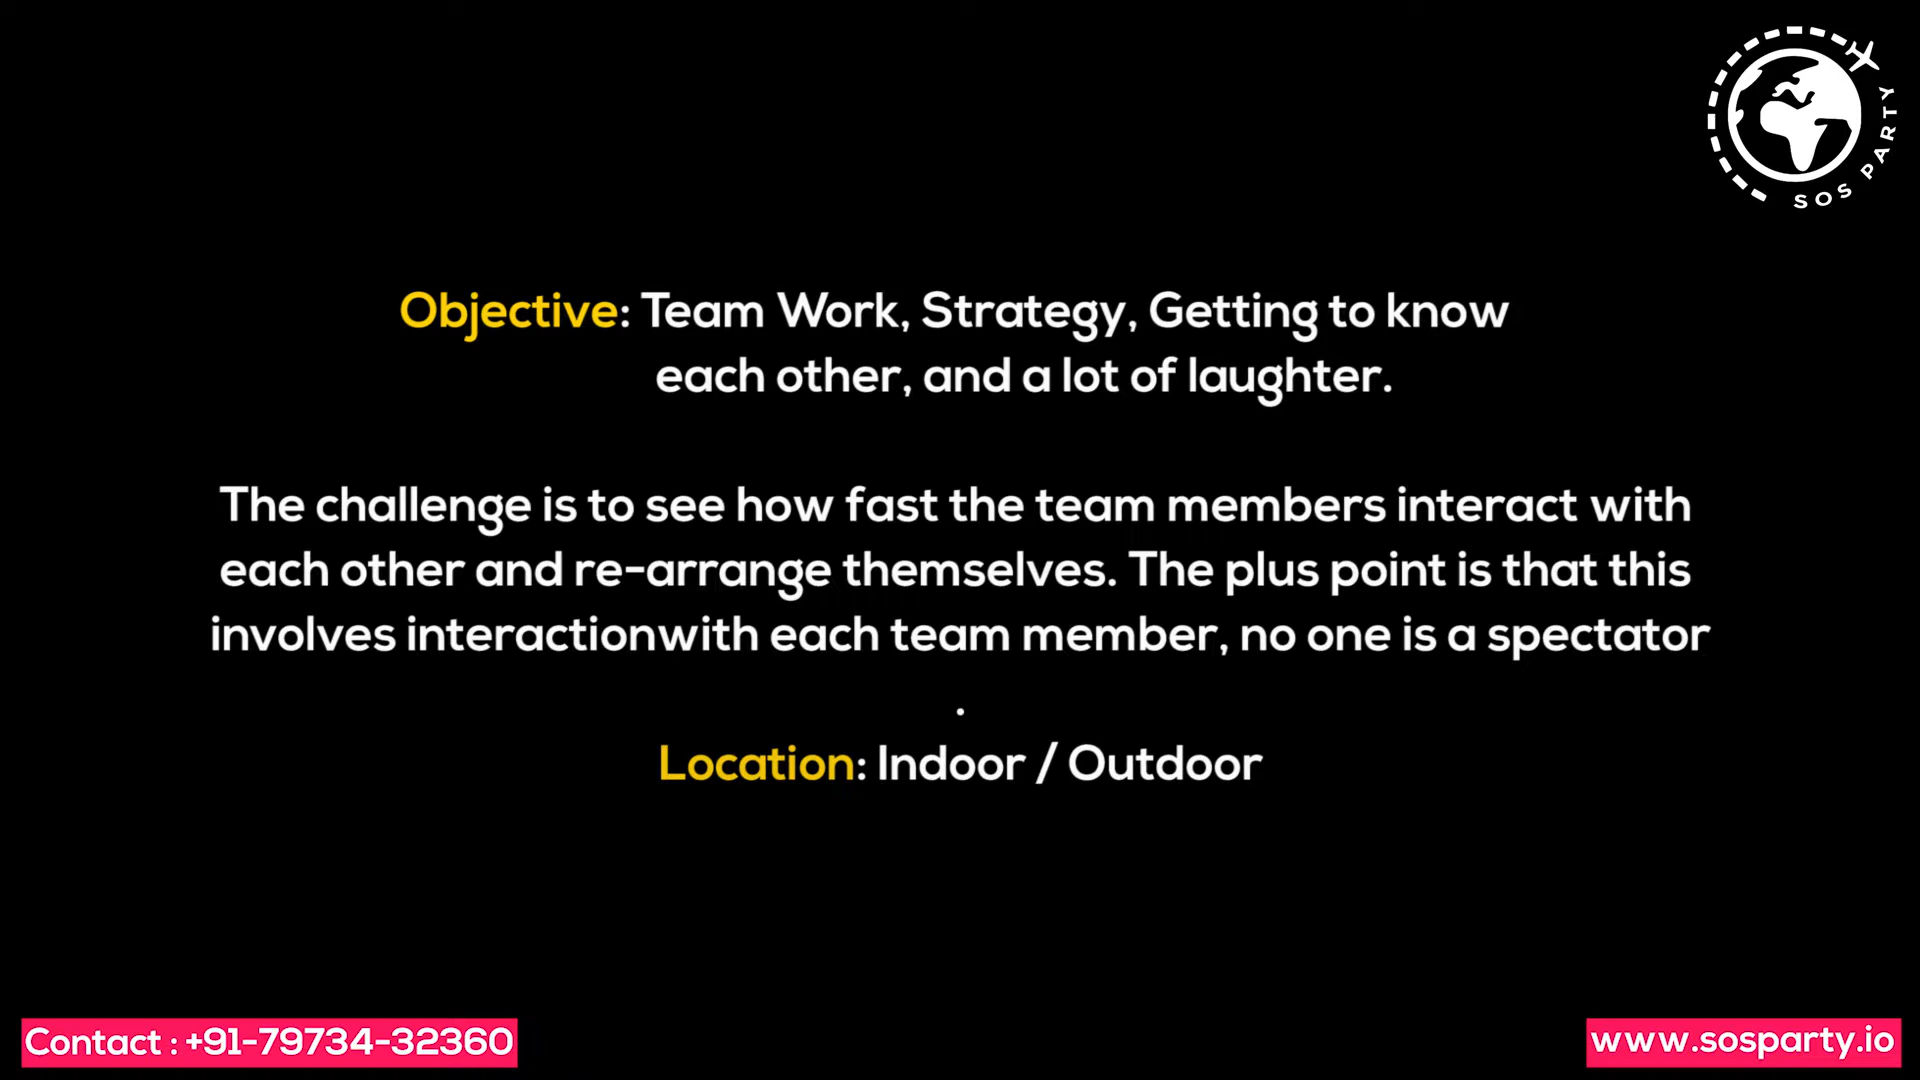 SOS PARTY
Objective: Team Work, Strategy, Getting to know
each other, and a lot of laughter.
The challenge is to see how fast the team members interact with
each other and re-arrange themselves. The plus point is that this
involves interactionwith each team member, no one is a spectator
.
Location: Indoor / Outdoor
Contact : +91-79734-32360
www.sosparty.io